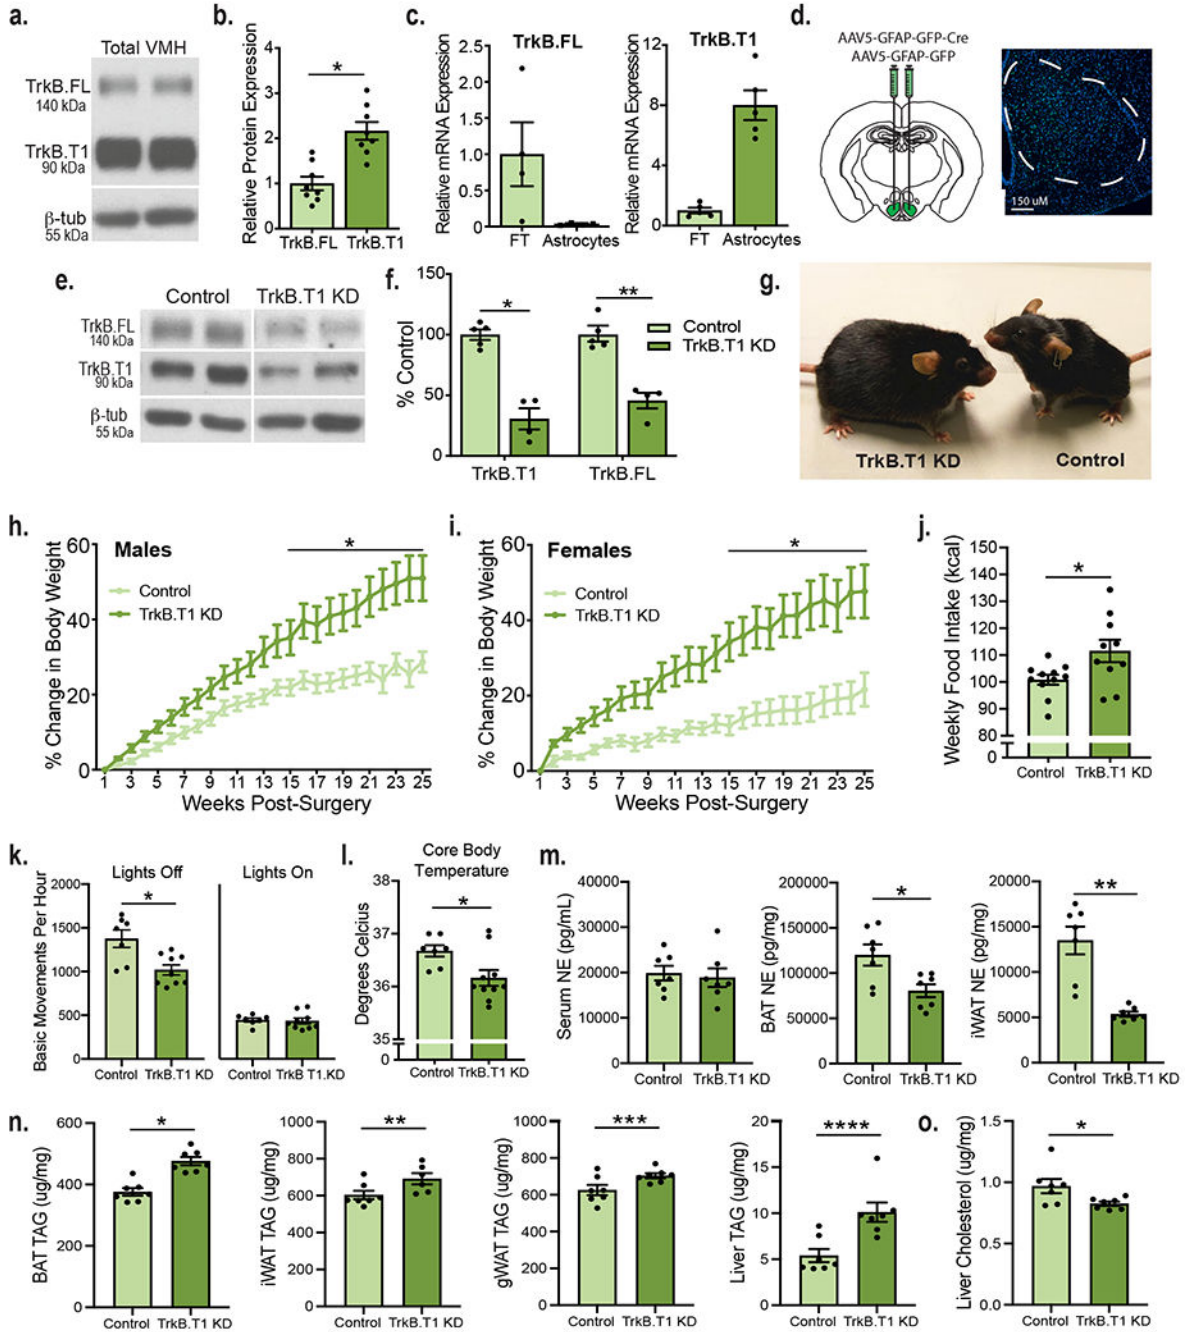 a.
Total VMH
TrkB.FL
140 kDa
TrkB.T1
90 kDa
β-tub
55 kDa
b.
Relative Protein Expression
4
3
2
1
0
*
TrkB.FL TrkB.T1
c.
TrkB.FL
Relative mRNA Expression
2.5
2.0
1.5
1.0
0.5
0
FT Astrocytes
TrkB.T1
Relative mRNA Expression
12
8
4
0
FT Astrocytes
d.
AAV5-GFAP-GFP-Cre
AAV5-GFAP-GFP
150 uM
e.
Control TrkB.T1 KD
TrkB.FL
140 kDa
TrkB.T1
90 kDa
β-tub
55 kDa
f.
% Control
150
100
50
0
*
**
Control
TrkB.T1 KD
TrkB.T1 TrkB.FL
g.
TrkB.T1 KD Control
h.
Males
% Change in Body Weight
60
40
20
0
*
Control
TrkB.T1 KD
1 3 5 7 9 11 13 15 17 19 21 23 25
Weeks Post-Surgery
i.
Females
% Change in Body Weight
60
40
20
0
*
Control
TrkB.T1 KD
1 3 5 7 9 11 13 15 17 19 21 23 25
Weeks Post-Surgery
j.
Weekly Food Intake (kcal)
150
140
130
120
110
100
90
80
0
*
Control TrkB.T1 KD
k.
Basic Movements Per Hour
Lights Off Lights On
2000
1500
1000
500
0
*
Control TrkB.T1 KD Control TrkB T1.KD
l.
Core Body
Temperature
Degrees Celcius
38
37
36
35
0
*
Control TrkB.T1 KD
m.
Serum NE (pg/mL)
40000
30000
20000
10000
0
Control TrkB.T1 KD
BAT NE (pg/mg)
200000
150000
100000
50000
0
*
Control TrkB.T1 KD
iWAT NE (pg/mg)
20000
15000
10000
5000
0
**
Control TrkB.T1 KD
n.
BAT TAG (ug/mg)
600
400
200
0
*
Control TrkB.T1 KD
iWAT TAG (ug/mg)
1000
800
600
400
200
0
**
Control TrkB.T1 KD
gWAT TAG (ug/mg)
1000
800
600
400
200
0
***
Control TrkB.T1 KD
Liver TAG (ug/mg)
20
15
10
5
0
****
Control TrkB.T1 KD
o.
Liver Cholesterol (ug/mg)
1.5
1.0
0.5
0.0
*
Control TrkB.T1 KD